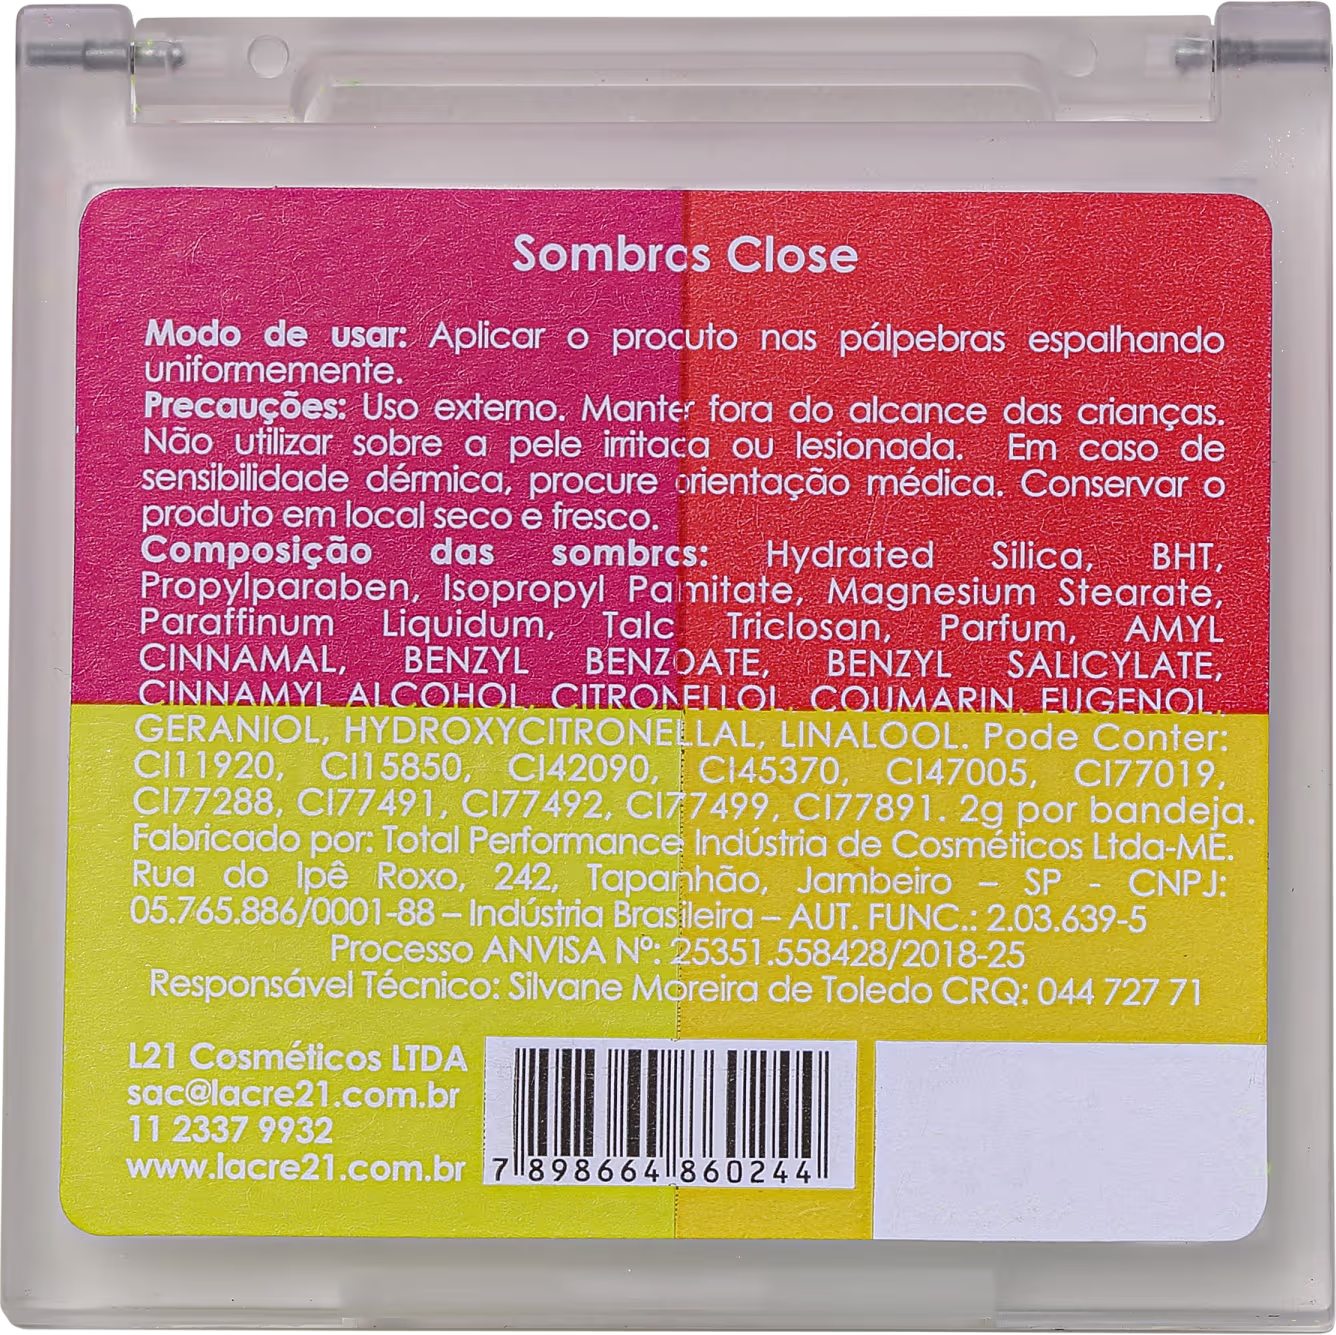 Sombras Close
Modo de usar: Aplicar o produto nas pálpebras espalhando
uniformemente.
Precauções: Uso externo. Manter fora do alcance das crianças.
Não utilizar sobre a pele irritada ou lesionada. Em caso de
sensibilidade dérmica, procure orientação médica. Conservar o
produto em local seco e fresco.
Composição das sombras: Hydrated Silica, BHT,
Propylparaben, Isopropyl Palmitate, Magnesium Stearate,
Paraffinum Liquidum, Talc Triclosan, Parfum, AMYL
CINNAMAL, BENZYL BENZOATE, BENZYL SALICYLATE,
CINNAMYL ALCOHOL, CITRONELLOL, COUMARIN, EUGENOL,
GERANIOL, HYDROXYCITRONELLAL, LINALOOL. Pode Conter:
CI11920, CI15850, CI42090, CI45370, CI47005, CI77019,
CI77288, CI77491, CI77492, CI77499, CI77891. 2g por bandeja.
Fabricado por: Total Performance Indústria de Cosméticos Ltda-ME.
Rua do Ipê Roxo, 242, Tapanhão, Jambeiro – SP - CNPJ:
05.765.886/0001-88 – Indústria Brasileira – AUT. FUNC.: 2.03.639-5
Processo ANVISA Nº: 25351.558428/2018-25
Responsável Técnico: Silvane Moreira de Toledo CRQ: 044 727 71
L21 Cosméticos LTDA
sac@lacre21.com.br
11 2337 9932
www.lacre21.com.br
7 898664 860244